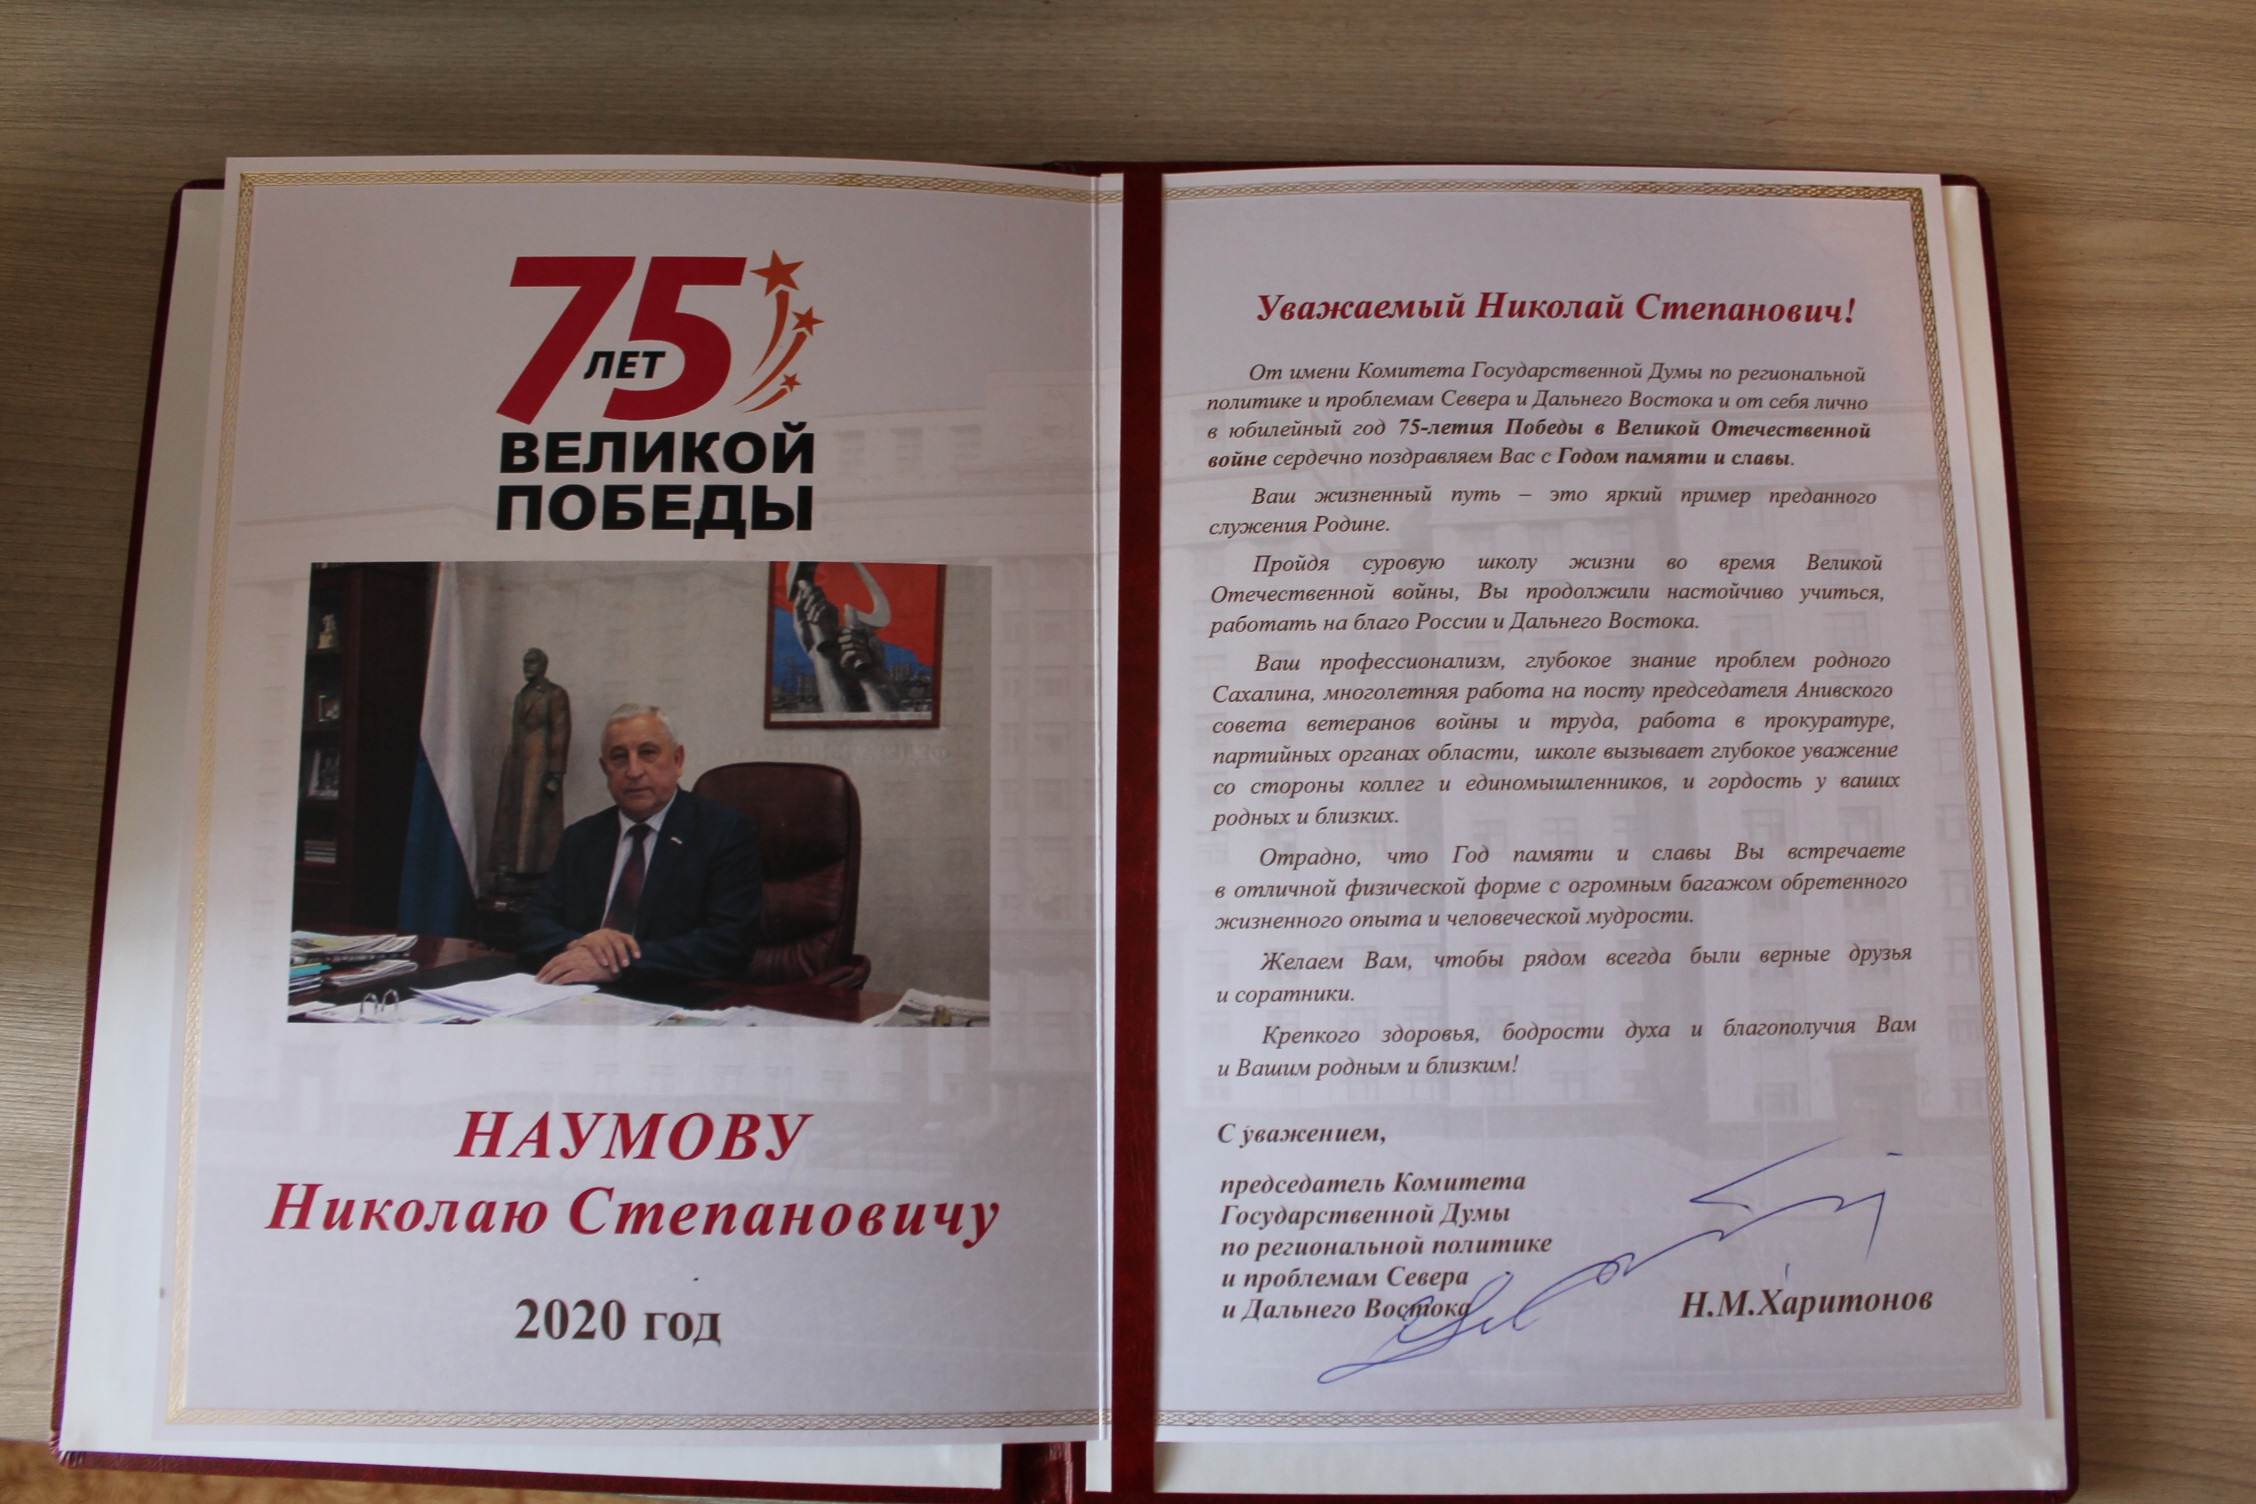 75
ЛЕТ
ВЕЛИКОЙ
ПОБЕДЫ
НАУМОВУ
Николаю Степановичу
2020 год
Уважаемый Николай Степанович!
От имени Комитета Государственной Думы по региональной
политике и проблемам Севера и Дальнего Востока и от себя лично
в юбилейный год 75-летия Победы в Великой Отечественной
войне сердечно поздравляем Вас с Годом памяти и славы.
Ваш жизненный путь – это яркий пример преданного
служения Родине.
Пройдя суровую школу жизни во время Великой
Отечественной войны, Вы продолжили настойчиво учиться,
работать на благо России и Дальнего Востока.
Ваш профессионализм, глубокое знание проблем родного
Сахалина, многолетняя работа на посту председателя Анивского
совета ветеранов войны и труда, работа в прокуратуре,
партийных органах области, школе вызывает глубокое уважение
со стороны коллег и единомышленников, и гордость у ваших
родных и близких.
Отрадно, что Год памяти и славы Вы встречаете
в отличной физической форме с огромным багажом обретенного
жизненного опыта и человеческой мудрости.
Желаем Вам, чтобы рядом всегда были верные друзья
и соратники.
Крепкого здоровья, бодрости духа и благополучия Вам
и Вашим родным и близким!
С уважением,
председатель Комитета
Государственной Думы
по региональной политике
и проблемам Севера
и Дальнего Востока
Н.М.Харитонов